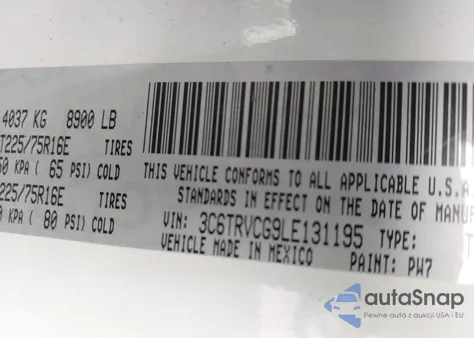 4037 KG 8900 LB
T225/75R16E TIRES
50 KPA ( 65 PSI) COLD
225/75R16E TIRES
0 KPA ( 80 PSI) COLD
THIS VEHICLE CONFORMS TO ALL APPLICABLE U.S.A
STANDARDS IN EFFECT ON THE DATE OF MANU
VIN: 3C6TRVCG9LE131195 TYPE: T
VEHICLE MADE IN MEXICO PAINT: PW7
autoSnap
Pewne auta z aukcji USA i EU